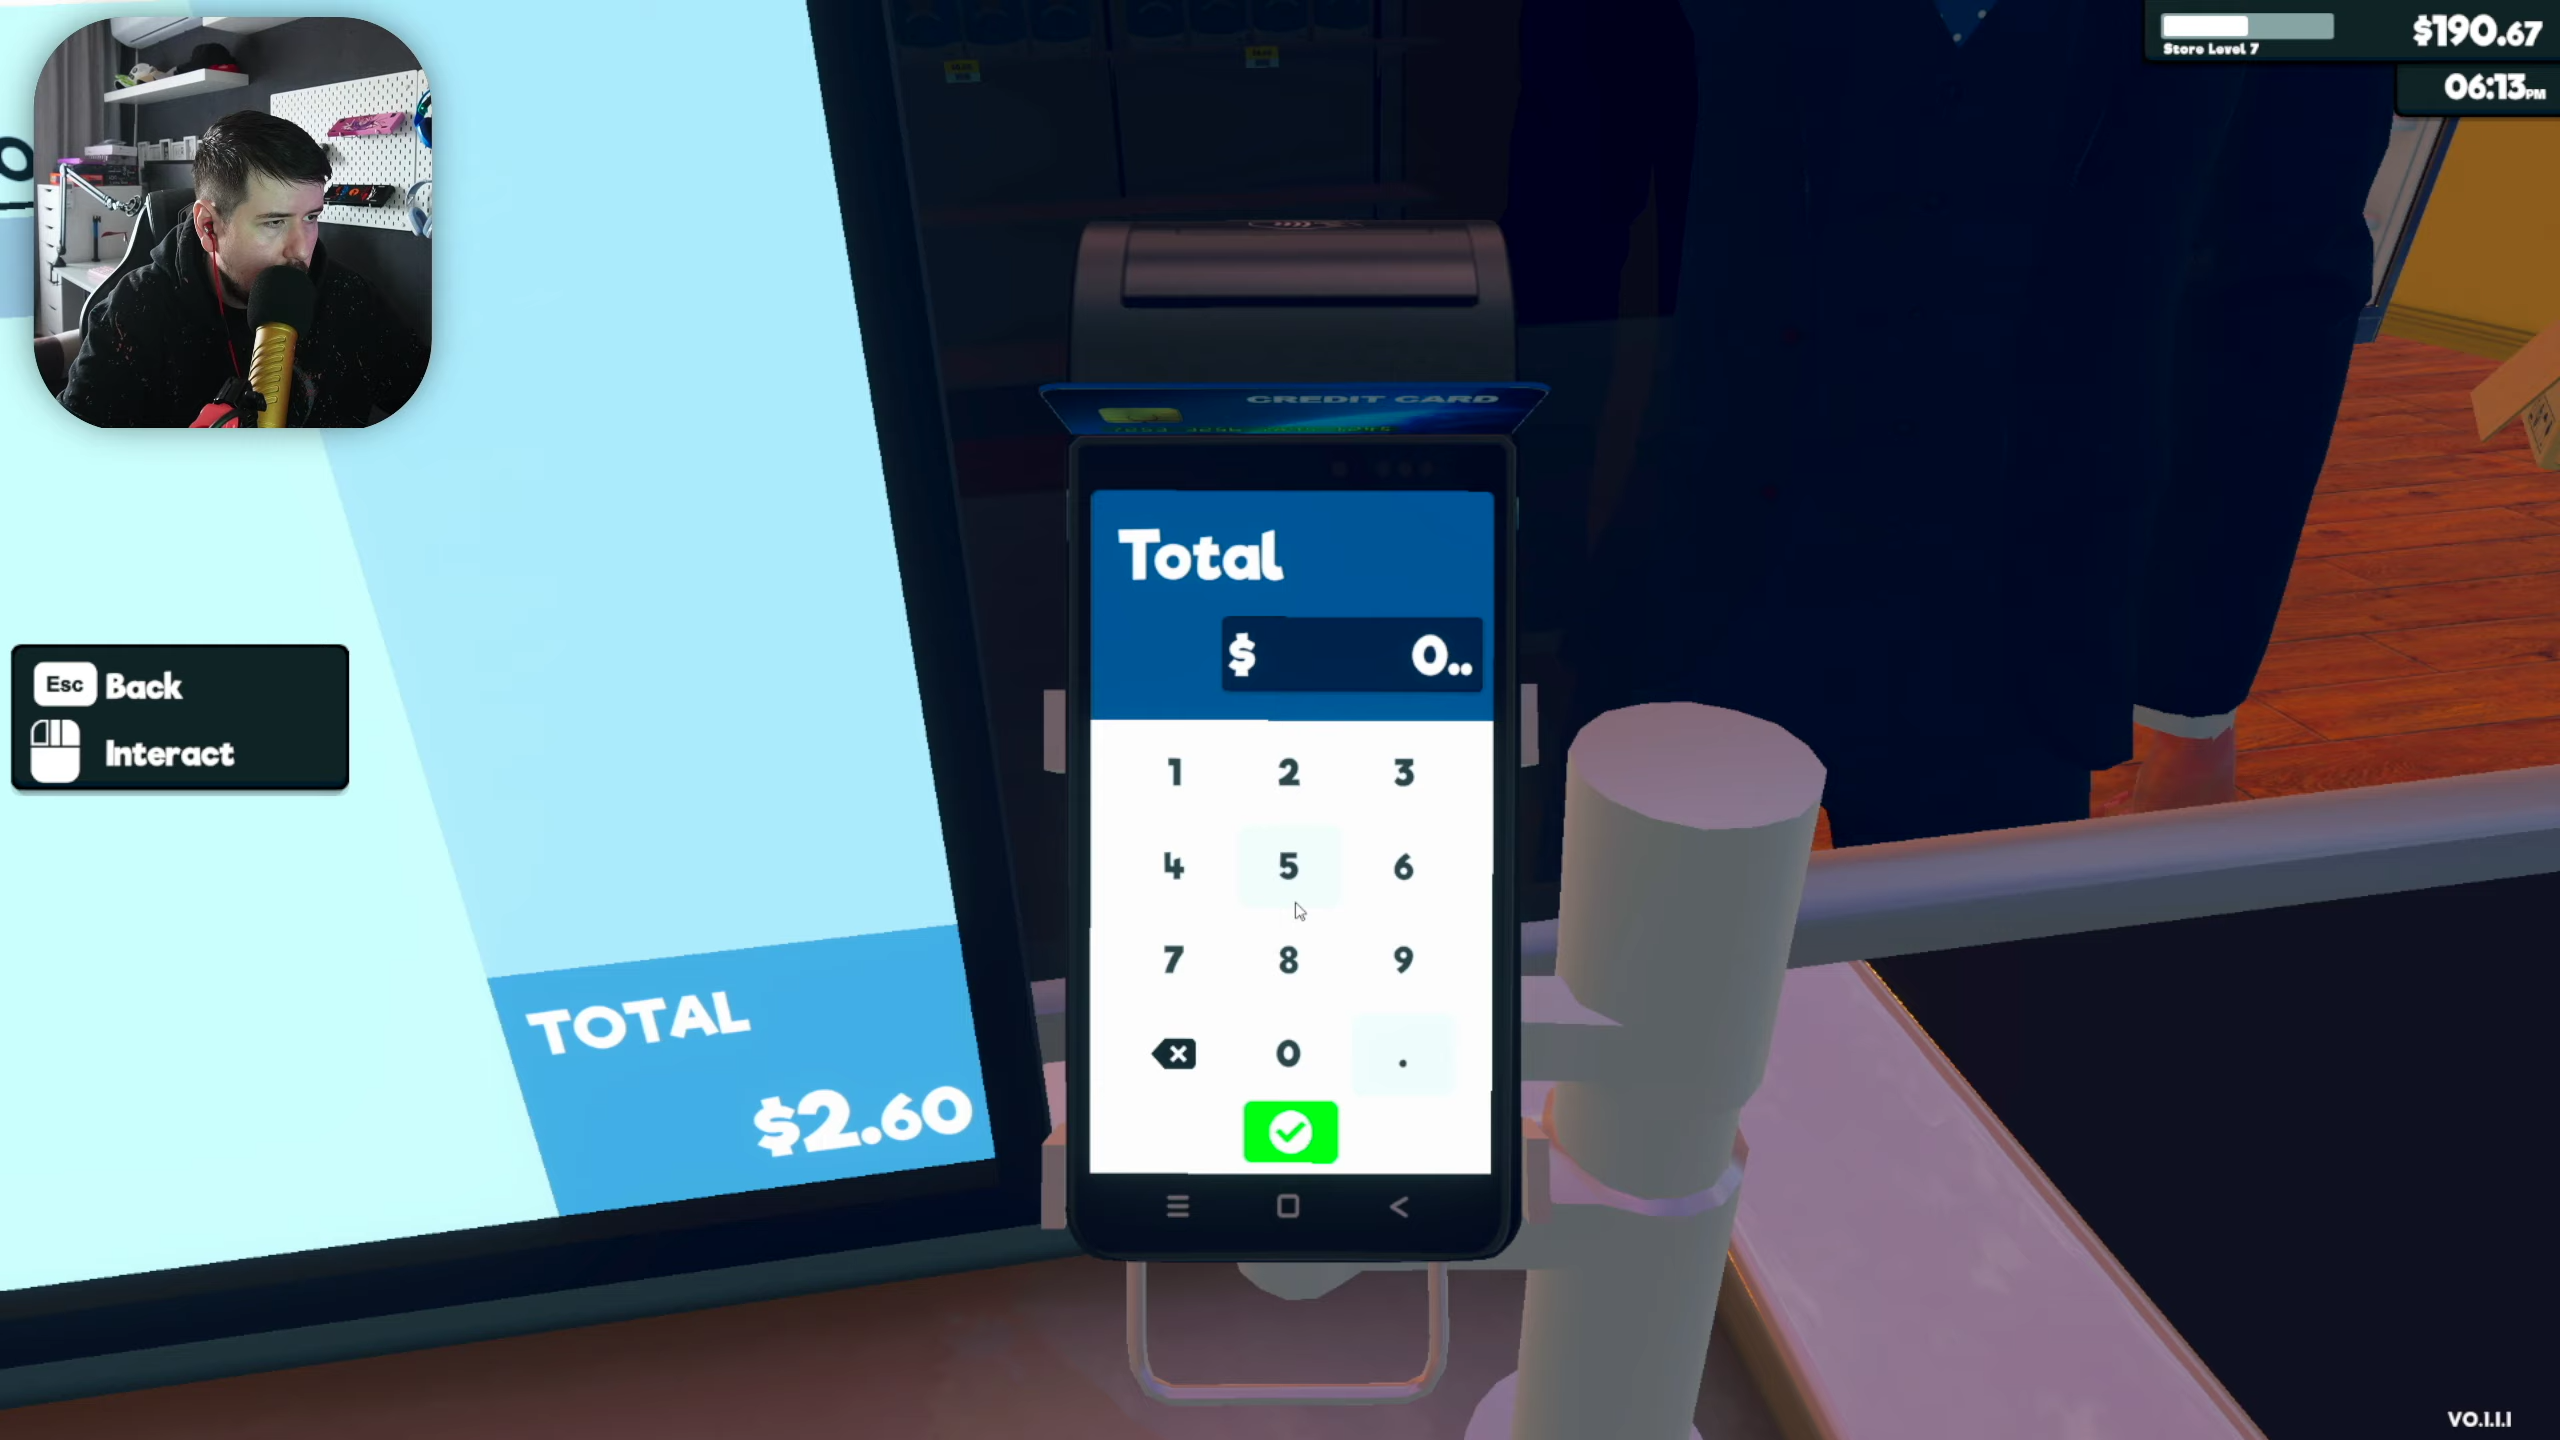 $190.67
Store Level 7
06:13PM
CREDIT CARD
Total
$ 0..
Esc Back
Interact
1 2 3
4 5 6
7 8 9
0 .
TOTAL
$2.60
V0.1.1.1